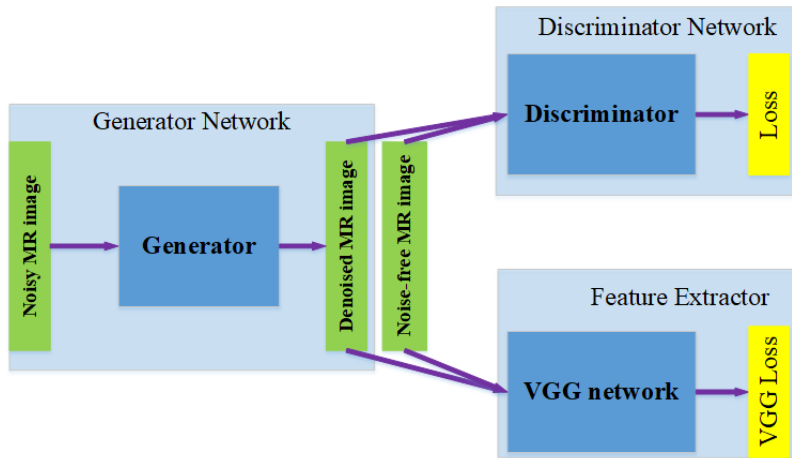 Generator Network
Noisy MR image
Generator
Denoised MR image
Noise-free MR image
Discriminator Network
Discriminator
Loss
Feature Extractor
VGG network
VGG Loss